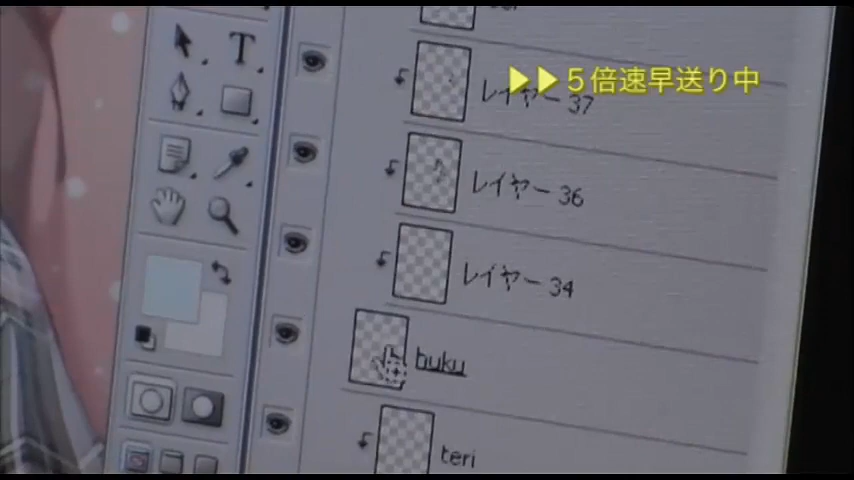 ▶▶5倍速早送り中
レイヤー 37
レイヤー 36
レイヤー 34
huku
teri